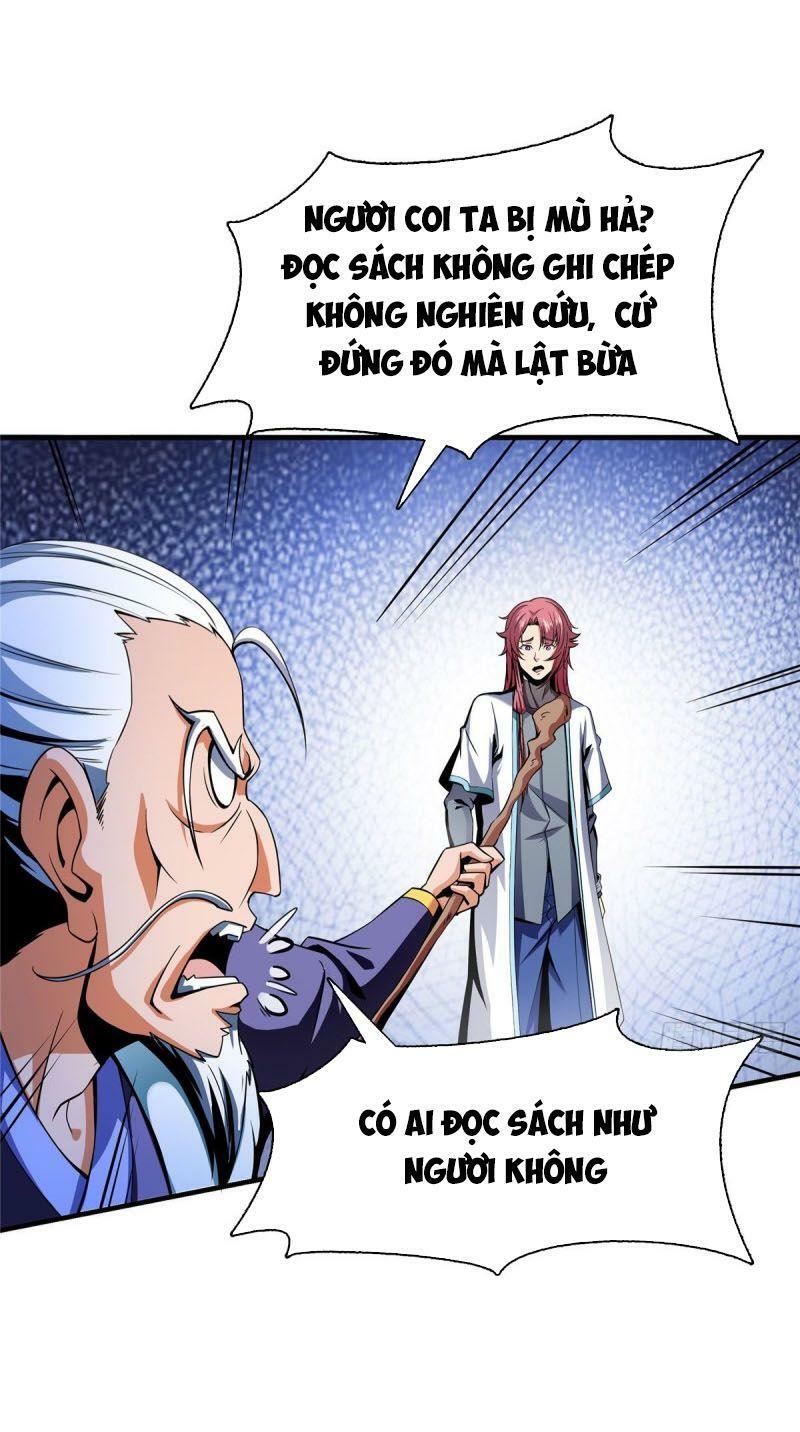 NGƯƠI COI TA BỊ MÙ HẢ?
ĐỌC SÁCH KHÔNG GHI CHÉP
KHÔNG NGHIÊN CỨU, CỨ
ĐỨNG ĐÓ MÀ LẬT BỪA
CÓ AI ĐỌC SÁCH NHƯ
NGƯƠI KHÔNG